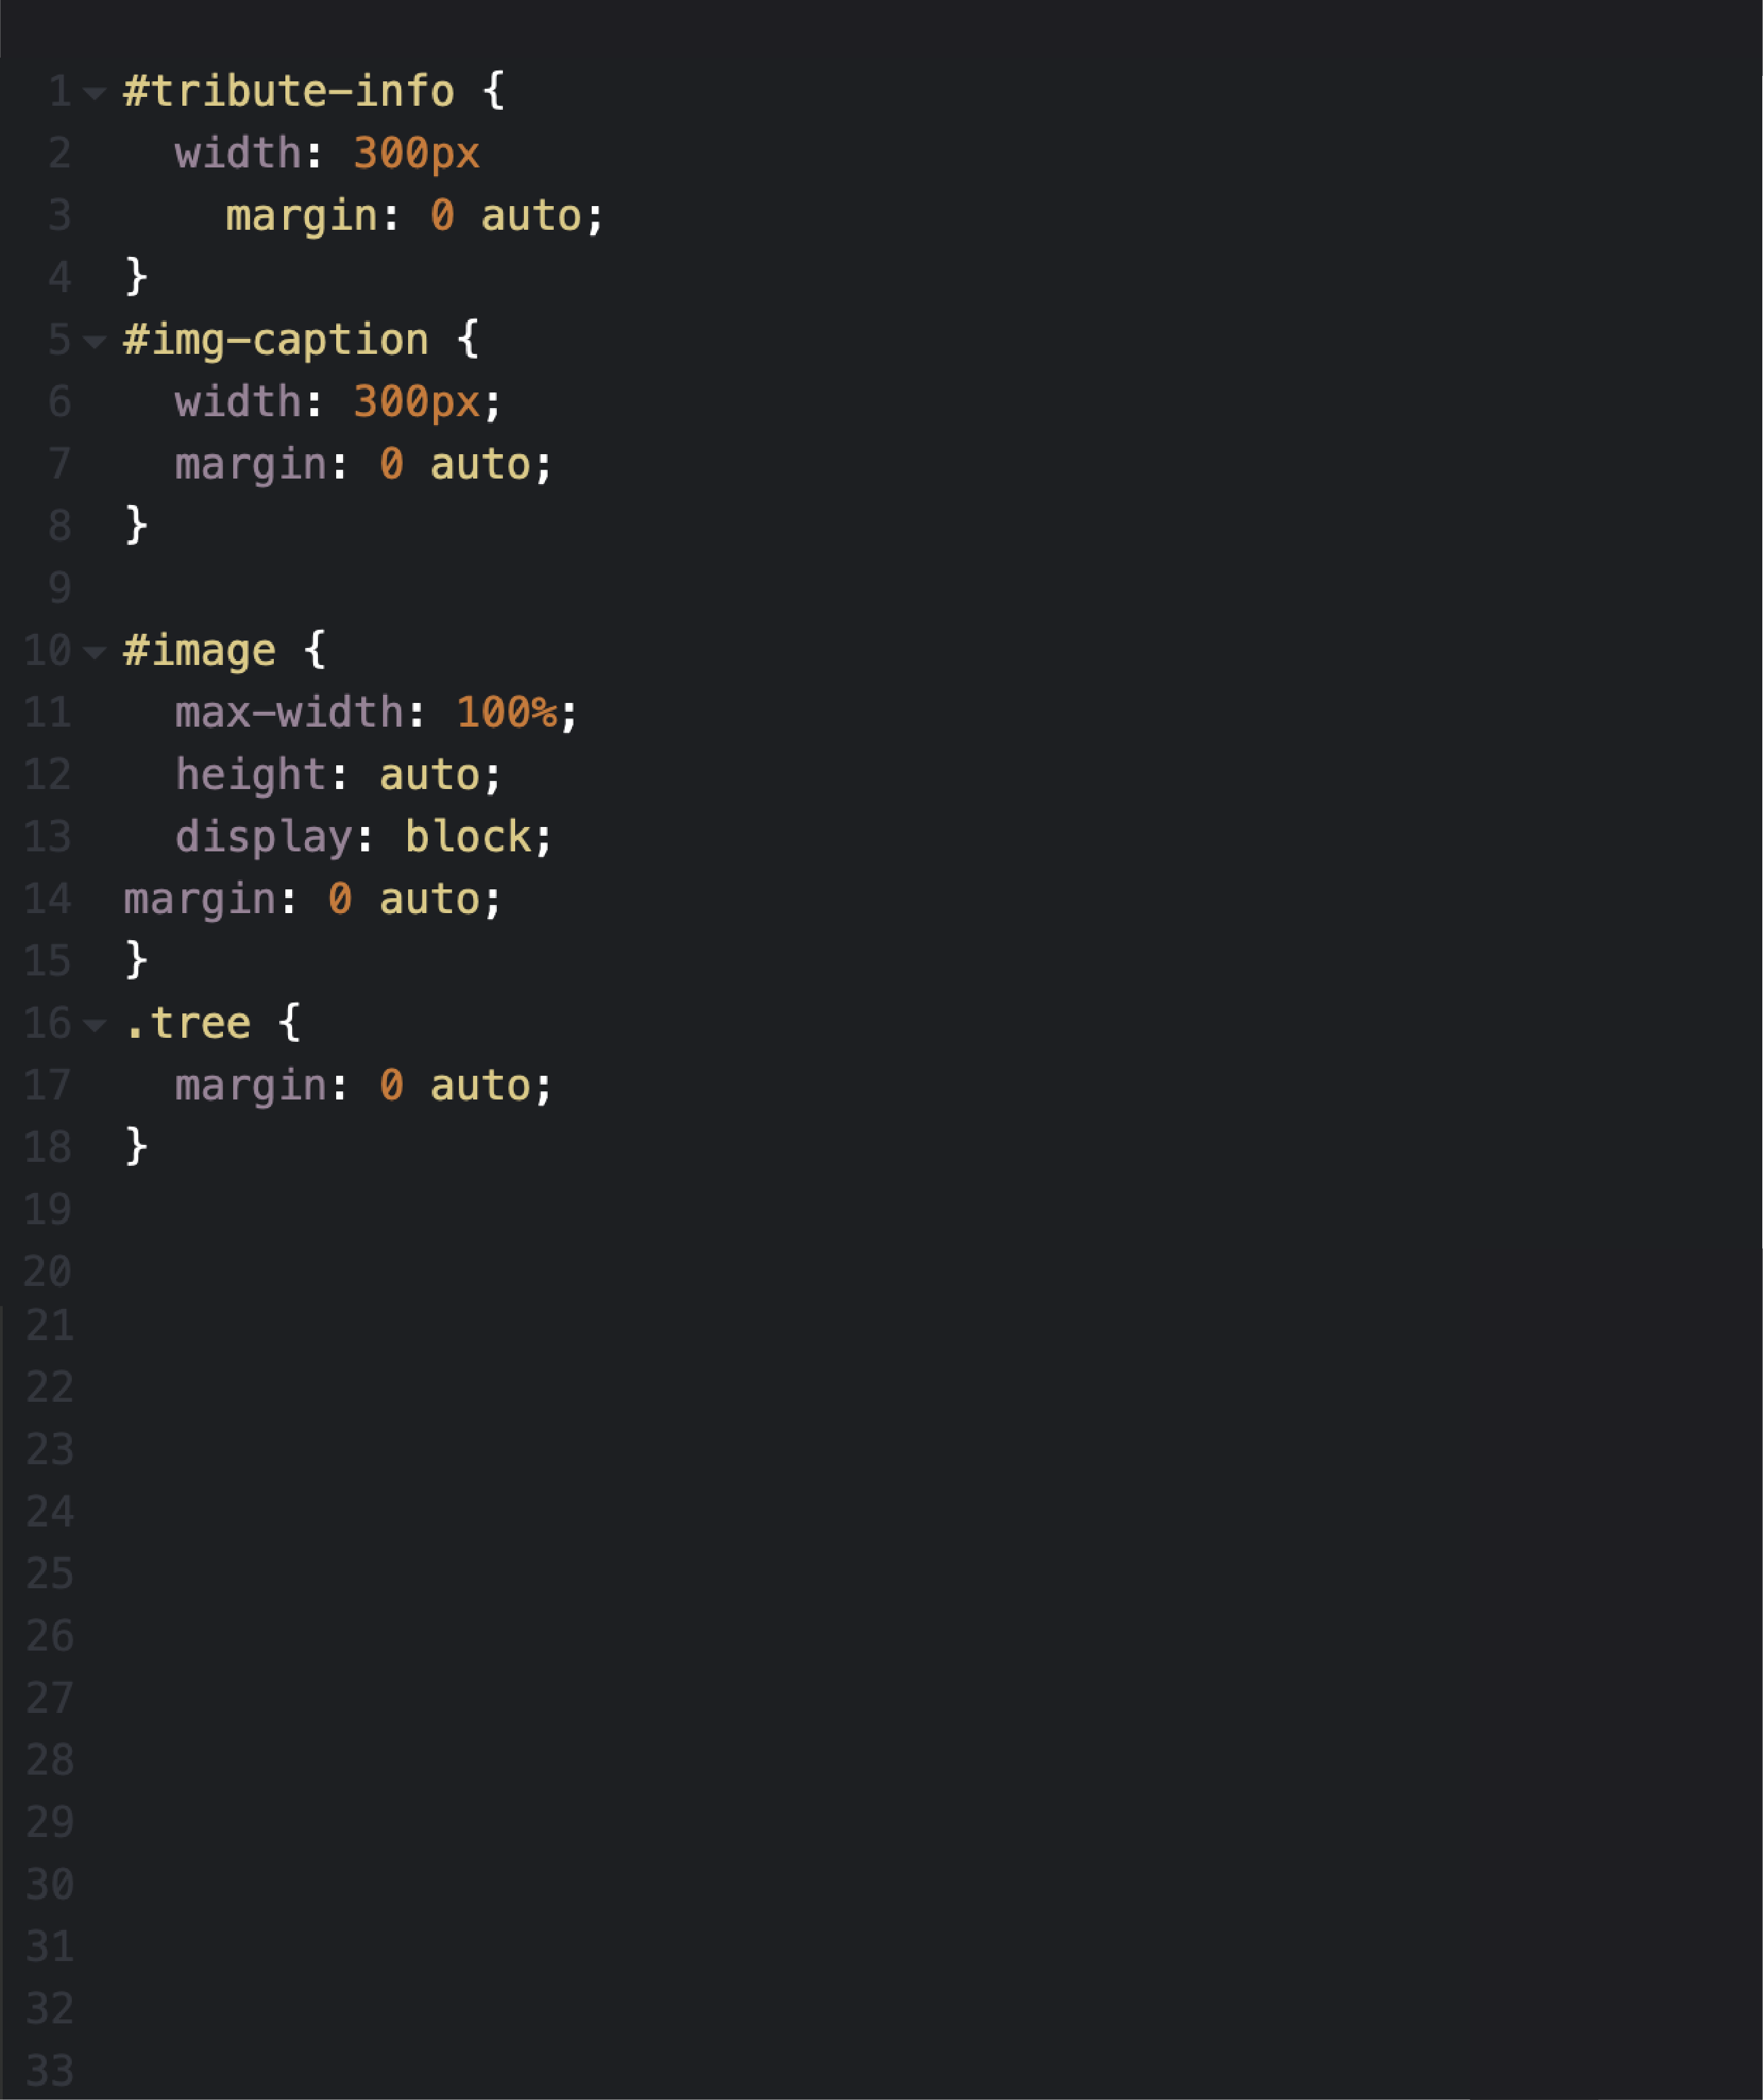 1 #tribute-info {
2 width: 300px
3 margin: 0 auto;
4 }
5 #img-caption {
6 width: 300px;
7 margin: 0 auto;
8 }
9
10 #image {
11 max-width: 100%;
12 height: auto;
13 display: block;
14 margin: 0 auto;
15 }
16 .tree {
17 margin: 0 auto;
18 }
19
20
21
22
23
24
25
26
27
28
29
30
31
32
33